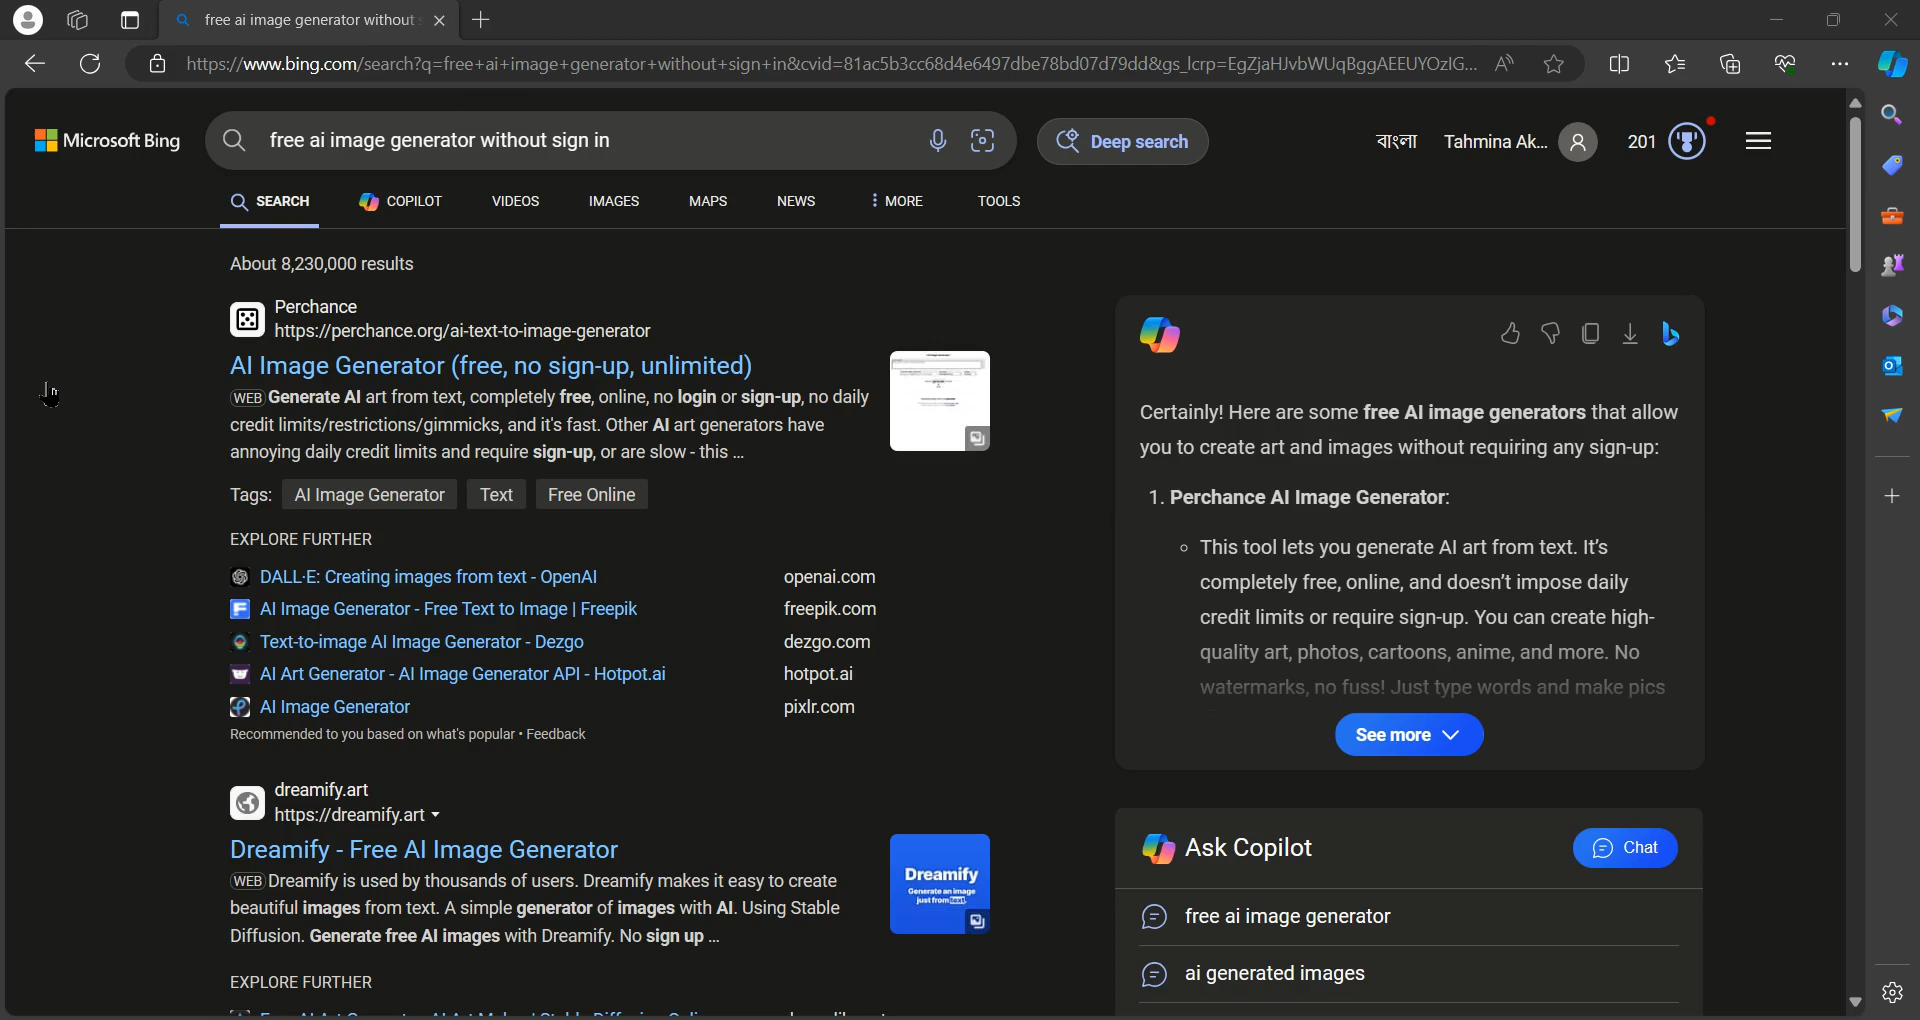 free ai image generator without
https://www.bing.com/search?q=free+ai+image+generator+without+sign+in&cvid=81ac5b3cc68d4e6497dbe78bd07d79dd&gs_lcrp=EgZjaHJvbWUqBggAEEUYOzIG...
Microsoft Bing
free ai image generator without sign in
Deep search
বাংলা
Tahmina Ak...
201
SEARCH
COPILOT
VIDEOS
IMAGES
MAPS
NEWS
MORE
TOOLS
About 8,230,000 results
Perchance
https://perchance.org/ai-text-to-image-generator
AI Image Generator (free, no sign-up, unlimited)
WEB Generate AI art from text, completely free, online, no login or sign-up, no daily
credit limits/restrictions/gimmicks, and it's fast. Other AI art generators have
annoying daily credit limits and require sign-up, or are slow - this ...
Tags: AI Image Generator Text Free Online
EXPLORE FURTHER
DALL·E: Creating images from text - OpenAI openai.com
AI Image Generator - Free Text to Image | Freepik freepik.com
Text-to-image AI Image Generator - Dezgo dezgo.com
AI Art Generator - AI Image Generator API - Hotpot.ai hotpot.ai
AI Image Generator pixlr.com
Recommended to you based on what's popular • Feedback
dreamify.art
https://dreamify.art
Dreamify - Free AI Image Generator
WEB Dreamify is used by thousands of users. Dreamify makes it easy to create
beautiful images from text. A simple generator of images with AI. Using Stable
Diffusion. Generate free AI images with Dreamify. No sign up ...
Dreamify
Generate an image
just from text.
EXPLORE FURTHER
Certainly! Here are some free AI image generators that allow
you to create art and images without requiring any sign-up:
1. Perchance AI Image Generator:
This tool lets you generate AI art from text. It's
completely free, online, and doesn't impose daily
credit limits or require sign-up. You can create high-
quality art, photos, cartoons, anime, and more. No
watermarks, no fuss! Just type words and make pics
See more
Ask Copilot
Chat
free ai image generator
ai generated images